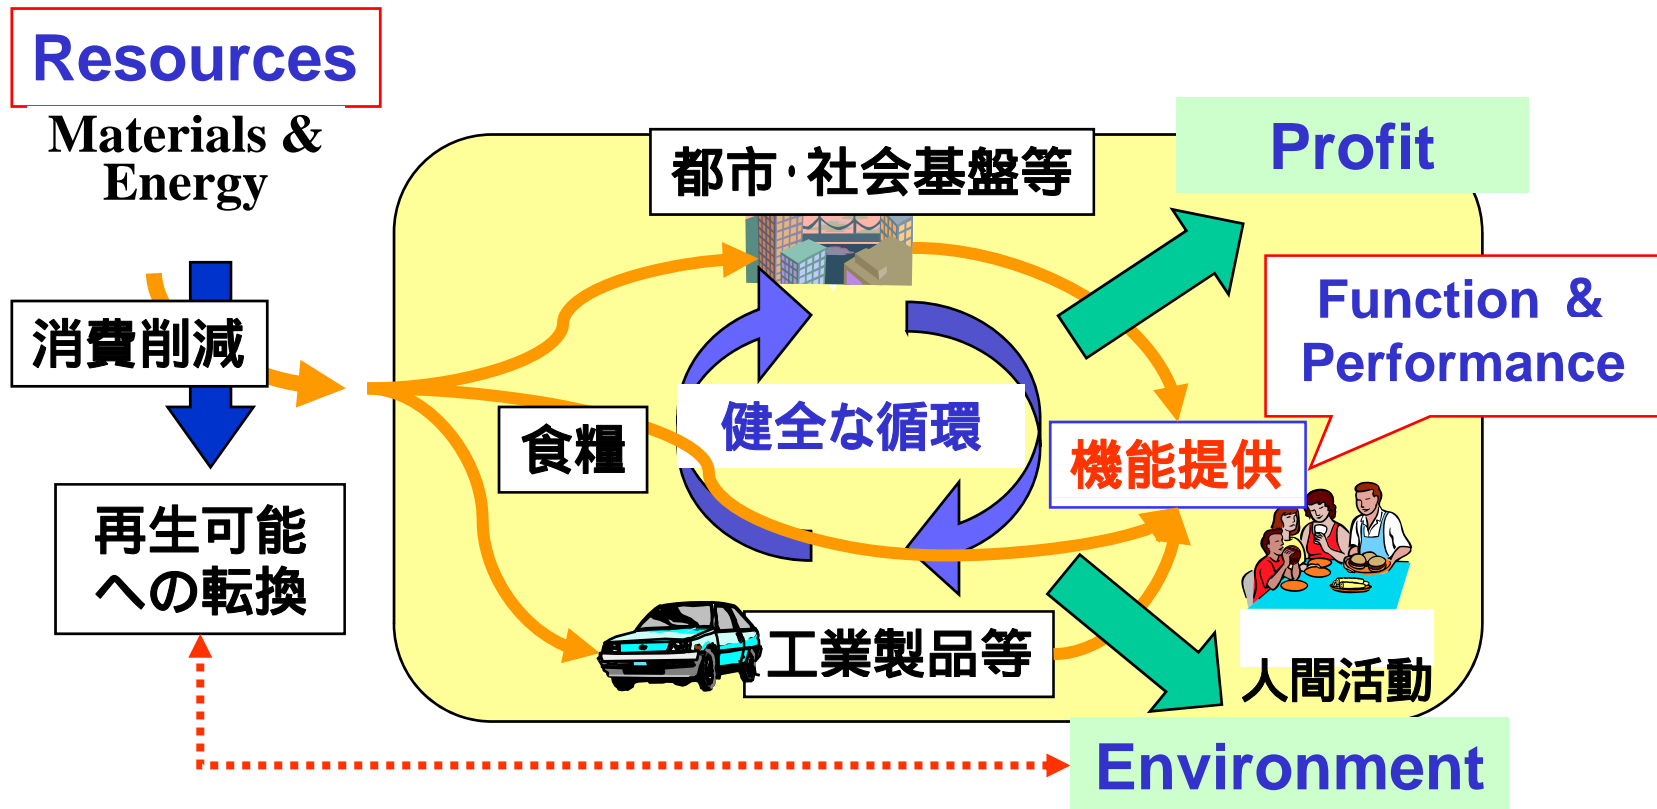 Resources
Materials &
Energy
消費削減
再生可能
への転換
都市・社会基盤等
食糧
健全な循環
工業製品等
Profit
Function &
Performance
機能提供
人間活動
Environment